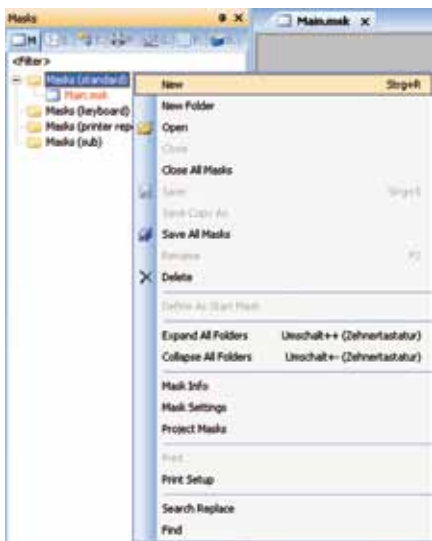 Masks
Main.msk x
<Filter>
Masks (standard)
Main.msk
Masks (keyboard)
Masks (printer rep
Masks (sub)
New Strg+R
New Folder
Open
Close
Close All Masks
Save Strg+S
Save Copy As
Save All Masks
Rename F2
Delete
Define As Start Mask
Expand All Folders Umschalt++ (Zehnertastatur)
Collapse All Folders Umschalt+- (Zehnertastatur)
Mask Info
Mask Settings
Project Masks
Print
Print Setup
Search Replace
Find